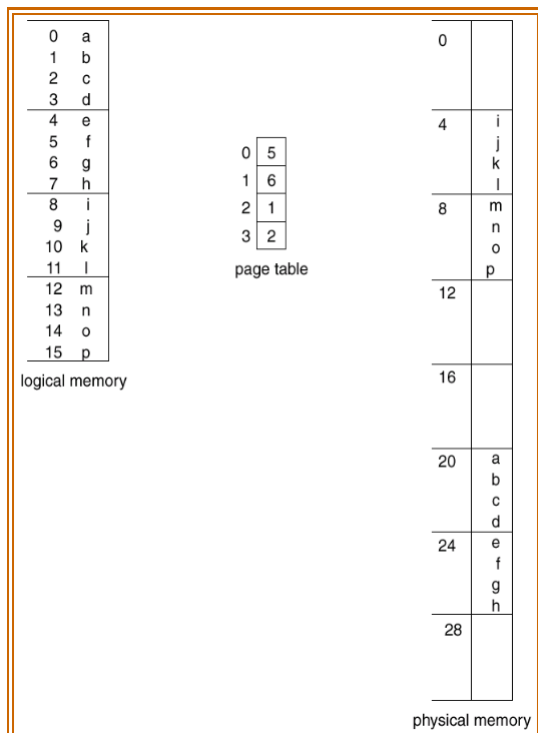 0 a
1 b
2 c
3 d
4 e
5 f
6 g
7 h
8 i
9 j
10 k
11 l
12 m
13 n
14 o
15 p
logical memory
0 5
1 6
2 1
3 2
page table
0
4 i
j
k
l
8 m
n
o
p
12
16
20 a
b
c
d
24 e
f
g
h
28
physical memory